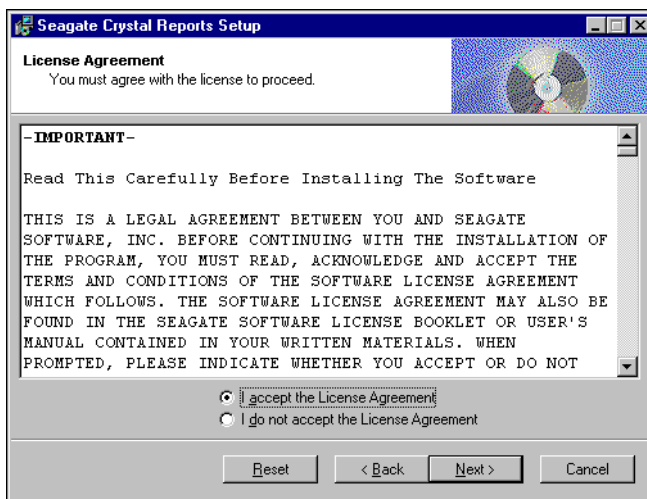 Seagate Crystal Reports Setup
License Agreement
You must agree with the license to proceed.
-IMPORTANT-
Read This Carefully Before Installing The Software
THIS IS A LEGAL AGREEMENT BETWEEN YOU AND SEAGATE
SOFTWARE, INC. BEFORE CONTINUING WITH THE INSTALLATION OF
THE PROGRAM, YOU MUST READ, ACKNOWLEDGE AND ACCEPT THE
TERMS AND CONDITIONS OF THE SOFTWARE LICENSE AGREEMENT
WHICH FOLLOWS. THE SOFTWARE LICENSE AGREEMENT MAY ALSO BE
FOUND IN THE SEAGATE SOFTWARE LICENSE BOOKLET OR USER'S
MANUAL CONTAINED IN YOUR WRITTEN MATERIALS. WHEN
PROMPTED, PLEASE INDICATE WHETHER YOU ACCEPT OR DO NOT
I accept the License Agreement
I do not accept the License Agreement
Reset
< Back
Next >
Cancel